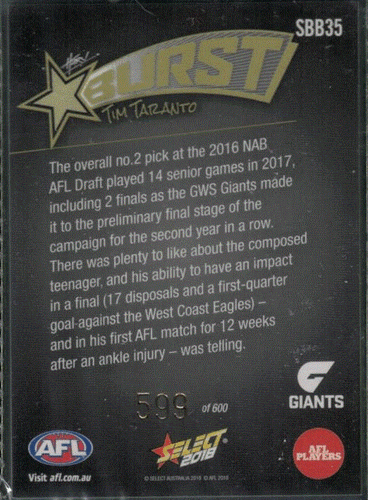 SBB35
BURST
TIM TARANTO
The overall no.2 pick at the 2016 NAB
AFL Draft played 14 senior games in 2017,
including 2 finals as the GWS Giants made
it to the preliminary final stage of the
campaign for the second year in a row.
There was plenty to like about the composed
teenager, and his ability to have an impact
in a final (17 disposals and a first-quarter
goal against the West Coast Eagles) –
and in his first AFL match for 12 weeks
after an ankle injury – was telling.
599 of 600
GIANTS
AFL
SELECT
2018
AFL
PLAYERS
Visit afl.com.au
© SELECT AUSTRALIA 2018 © AFL 2018